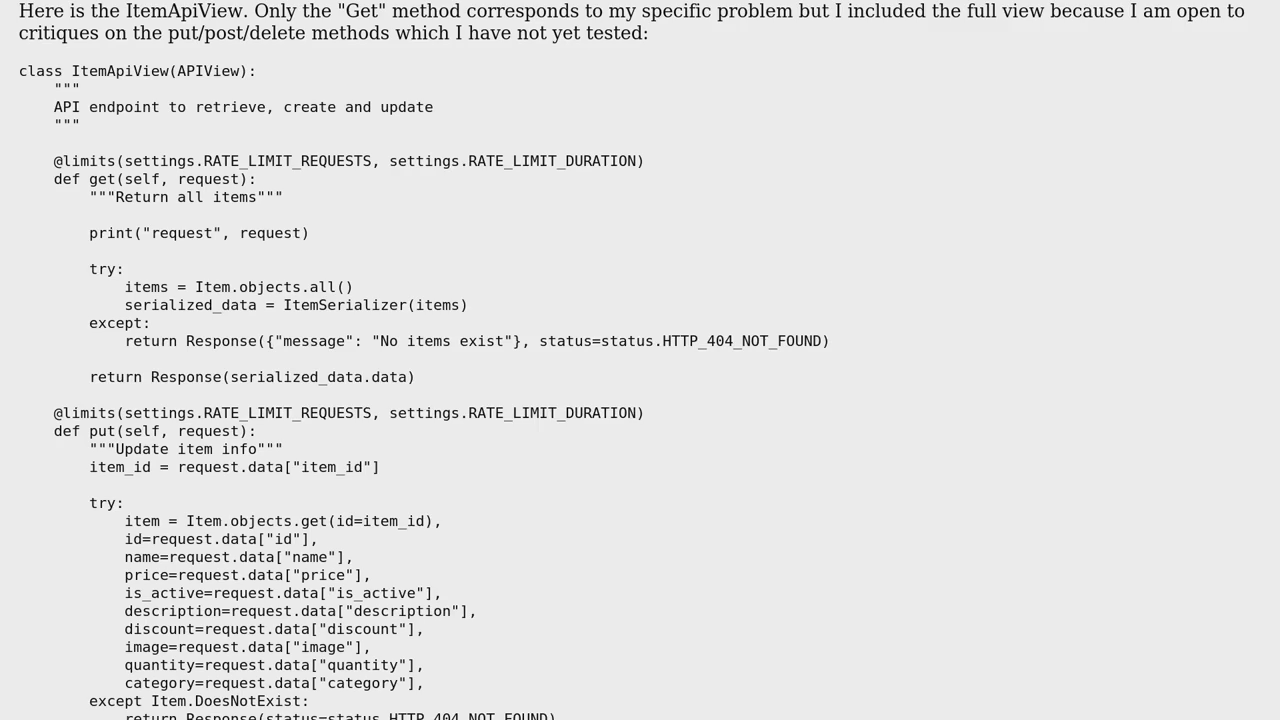 Here is the ItemApiView. Only the "Get" method corresponds to my specific problem but I included the full view because I am open to
critiques on the put/post/delete methods which I have not yet tested:
class ItemApiView(APIView):
    """
    API endpoint to retrieve, create and update
    """
    @limits(settings.RATE_LIMIT_REQUESTS, settings.RATE_LIMIT_DURATION)
    def get(self, request):
        """Return all items"""
        print("request", request)
        try:
            items = Item.objects.all()
            serialized_data = ItemSerializer(items)
        except:
            return Response({"message": "No items exist"}, status=status.HTTP_404_NOT_FOUND)
        return Response(serialized_data.data)
    @limits(settings.RATE_LIMIT_REQUESTS, settings.RATE_LIMIT_DURATION)
    def put(self, request):
        """Update item info"""
        item_id = request.data["item_id"]
        try:
            item = Item.objects.get(id=item_id),
            id=request.data["id"],
            name=request.data["name"],
            price=request.data["price"],
            is_active=request.data["is_active"],
            description=request.data["description"],
            discount=request.data["discount"],
            image=request.data["image"],
            quantity=request.data["quantity"],
            category=request.data["category"],
        except Item.DoesNotExist:
            return Response(status=status.HTTP_404_NOT_FOUND)